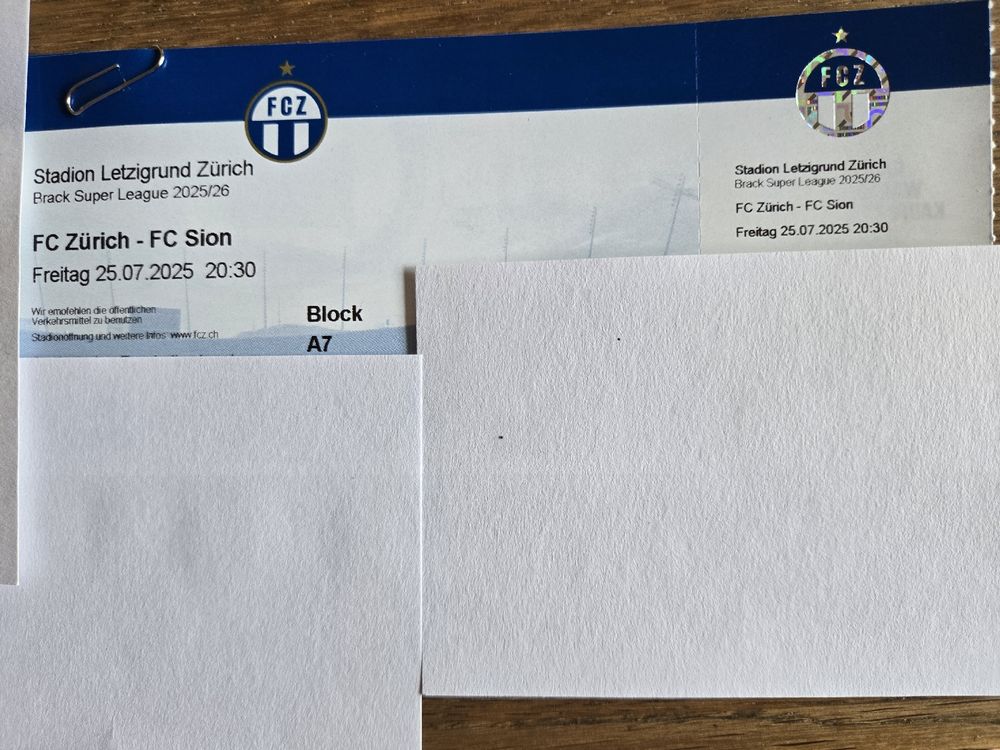 FCZ
Stadion Letzigrund Zürich
Brack Super League 2025/26
FC Zürich - FC Sion
Freitag 25.07.2025 20:30
Wir empfehlen die öffentlichen
Verkehrsmittel zu benutzen
Stadionöffnung und weitere Infos www.fcz.ch
Block
A7
FCZ
Stadion Letzigrund Zürich
Brack Super League 2025/26
FC Zürich - FC Sion
Freitag 25.07.2025 20:30